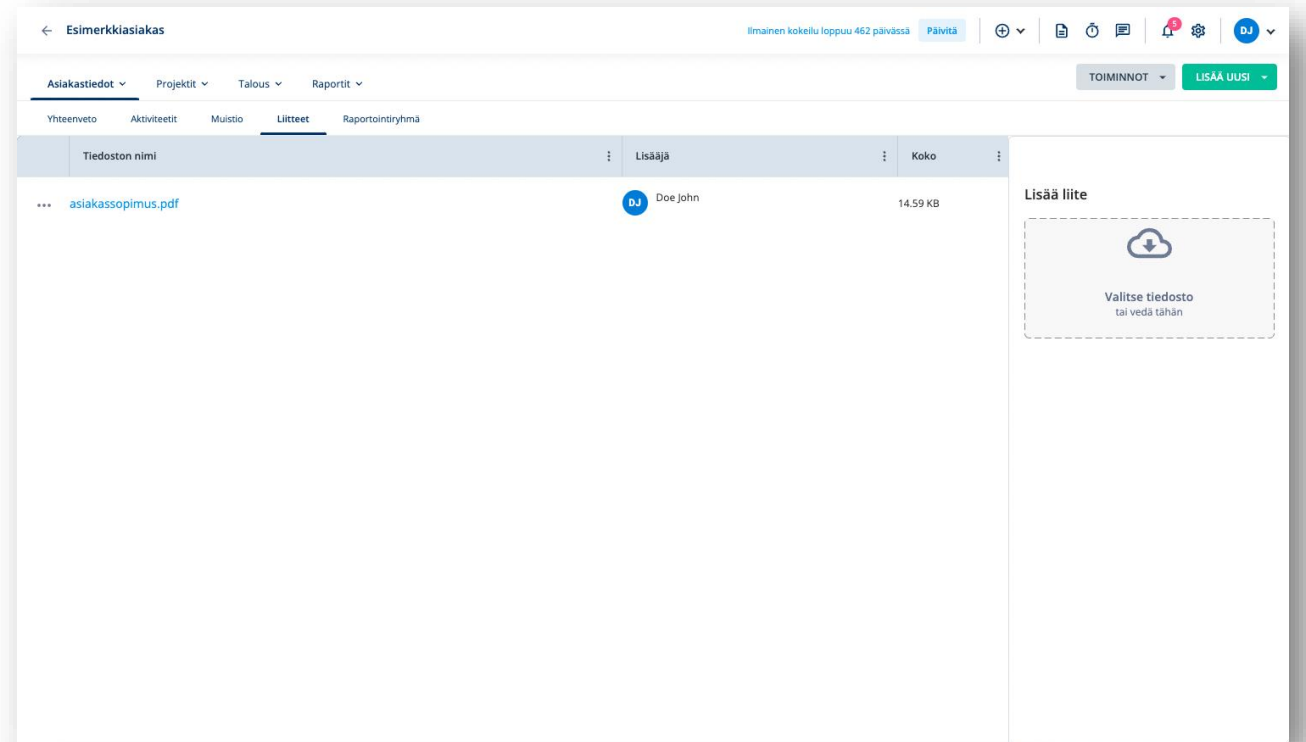 Esimerkkiasiakas
Ilmainen kokeilu loppuu 462 päivässä Päivitä 5 DJ
Asiakastiedot Projektit Talous Raportit TOIMINNOT LISÄÄ UUSI
Yhteenveto Aktiviteetit Muistio Liitteet Raportointiryhmä
Tiedoston nimi Lisääjä Koko
asiakassopimus.pdf DJ Doe John 14.59 KB
Lisää liite
Valitse tiedosto
tai vedä tähän